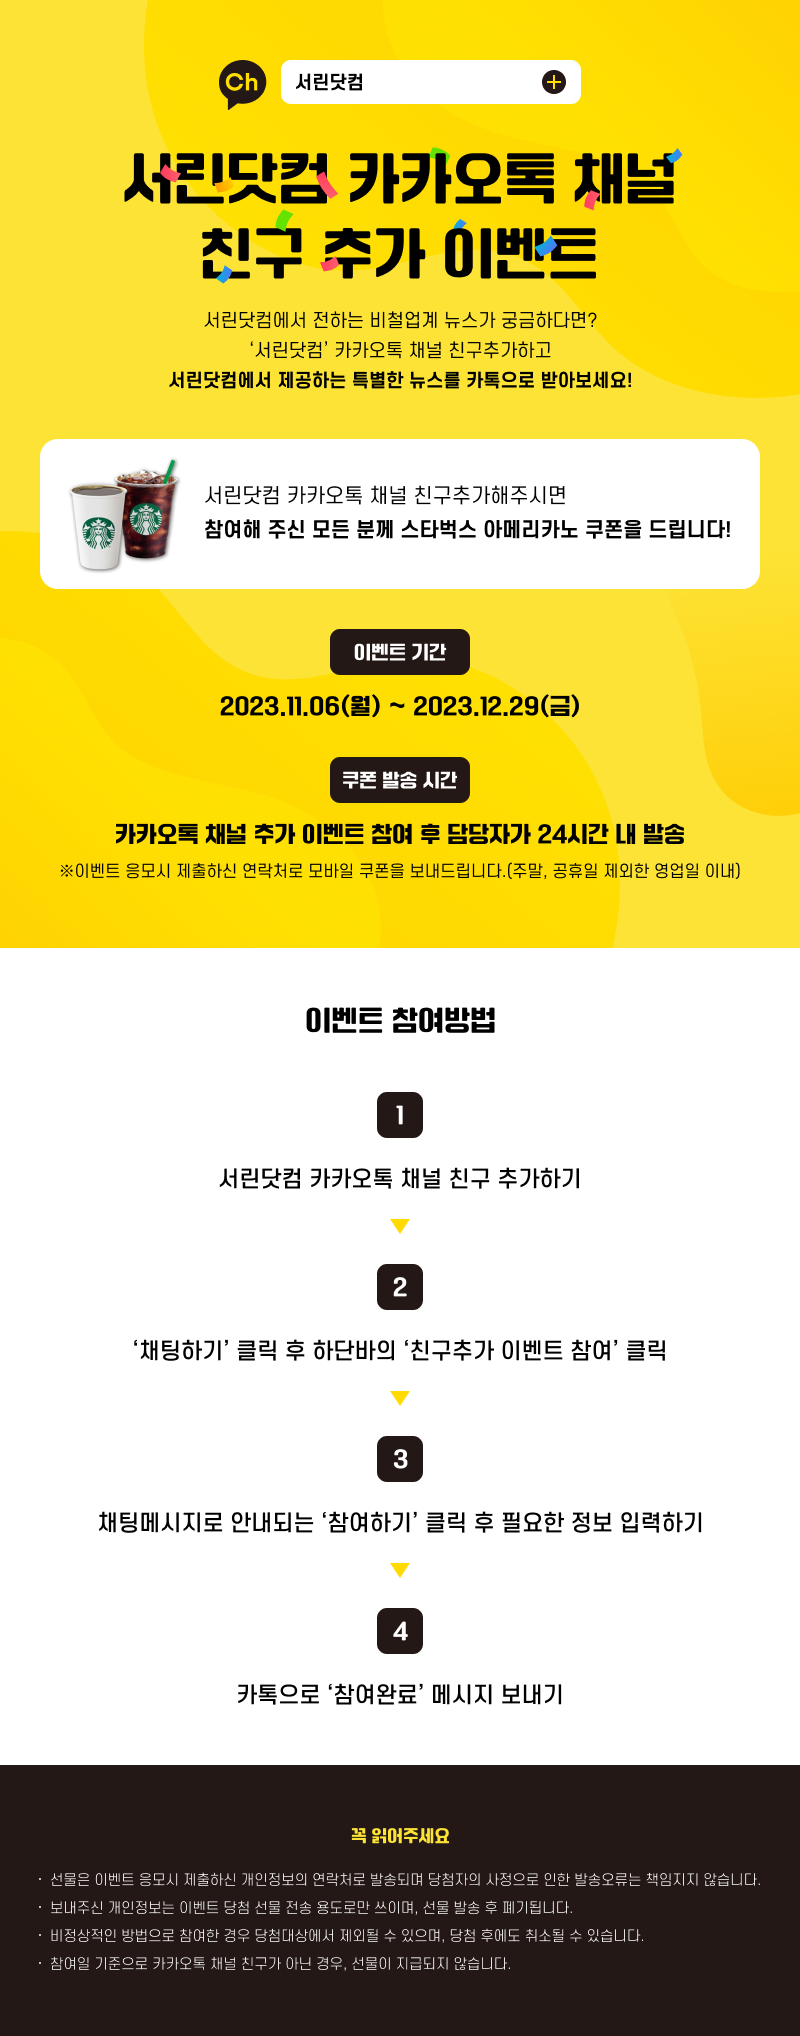 Ch 서린닷컴
서린닷컴 카카오톡 채널
친구 추가 이벤트
서린닷컴에서 전하는 비철업계 뉴스가 궁금하다면?
‘서린닷컴’ 카카오톡 채널 친구추가하고
서린닷컴에서 제공하는 특별한 뉴스를 카톡으로 받아보세요!
서린닷컴 카카오톡 채널 친구추가해주시면
참여해 주신 모든 분께 스타벅스 아메리카노 쿠폰을 드립니다!
이벤트 기간
2023.11.06(월) ~ 2023.12.29(금)
쿠폰 발송 시간
카카오톡 채널 추가 이벤트 참여 후 담당자가 24시간 내 발송
※이벤트 응모시 제출하신 연락처로 모바일 쿠폰을 보내드립니다.(주말, 공휴일 제외한 영업일 이내)
이벤트 참여방법
1
서린닷컴 카카오톡 채널 친구 추가하기
2
‘채팅하기’ 클릭 후 하단바의 ‘친구추가 이벤트 참여’ 클릭
3
채팅메시지로 안내되는 ‘참여하기’ 클릭 후 필요한 정보 입력하기
4
카톡으로 ‘참여완료’ 메시지 보내기
꼭 읽어주세요
· 선물은 이벤트 응모시 제출하신 개인정보의 연락처로 발송되며 당첨자의 사정으로 인한 발송오류는 책임지지 않습니다.
· 보내주신 개인정보는 이벤트 당첨 선물 전송 용도로만 쓰이며, 선물 발송 후 폐기됩니다.
· 비정상적인 방법으로 참여한 경우 당첨대상에서 제외될 수 있으며, 당첨 후에도 취소될 수 있습니다.
· 참여일 기준으로 카카오톡 채널 친구가 아닌 경우, 선물이 지급되지 않습니다.